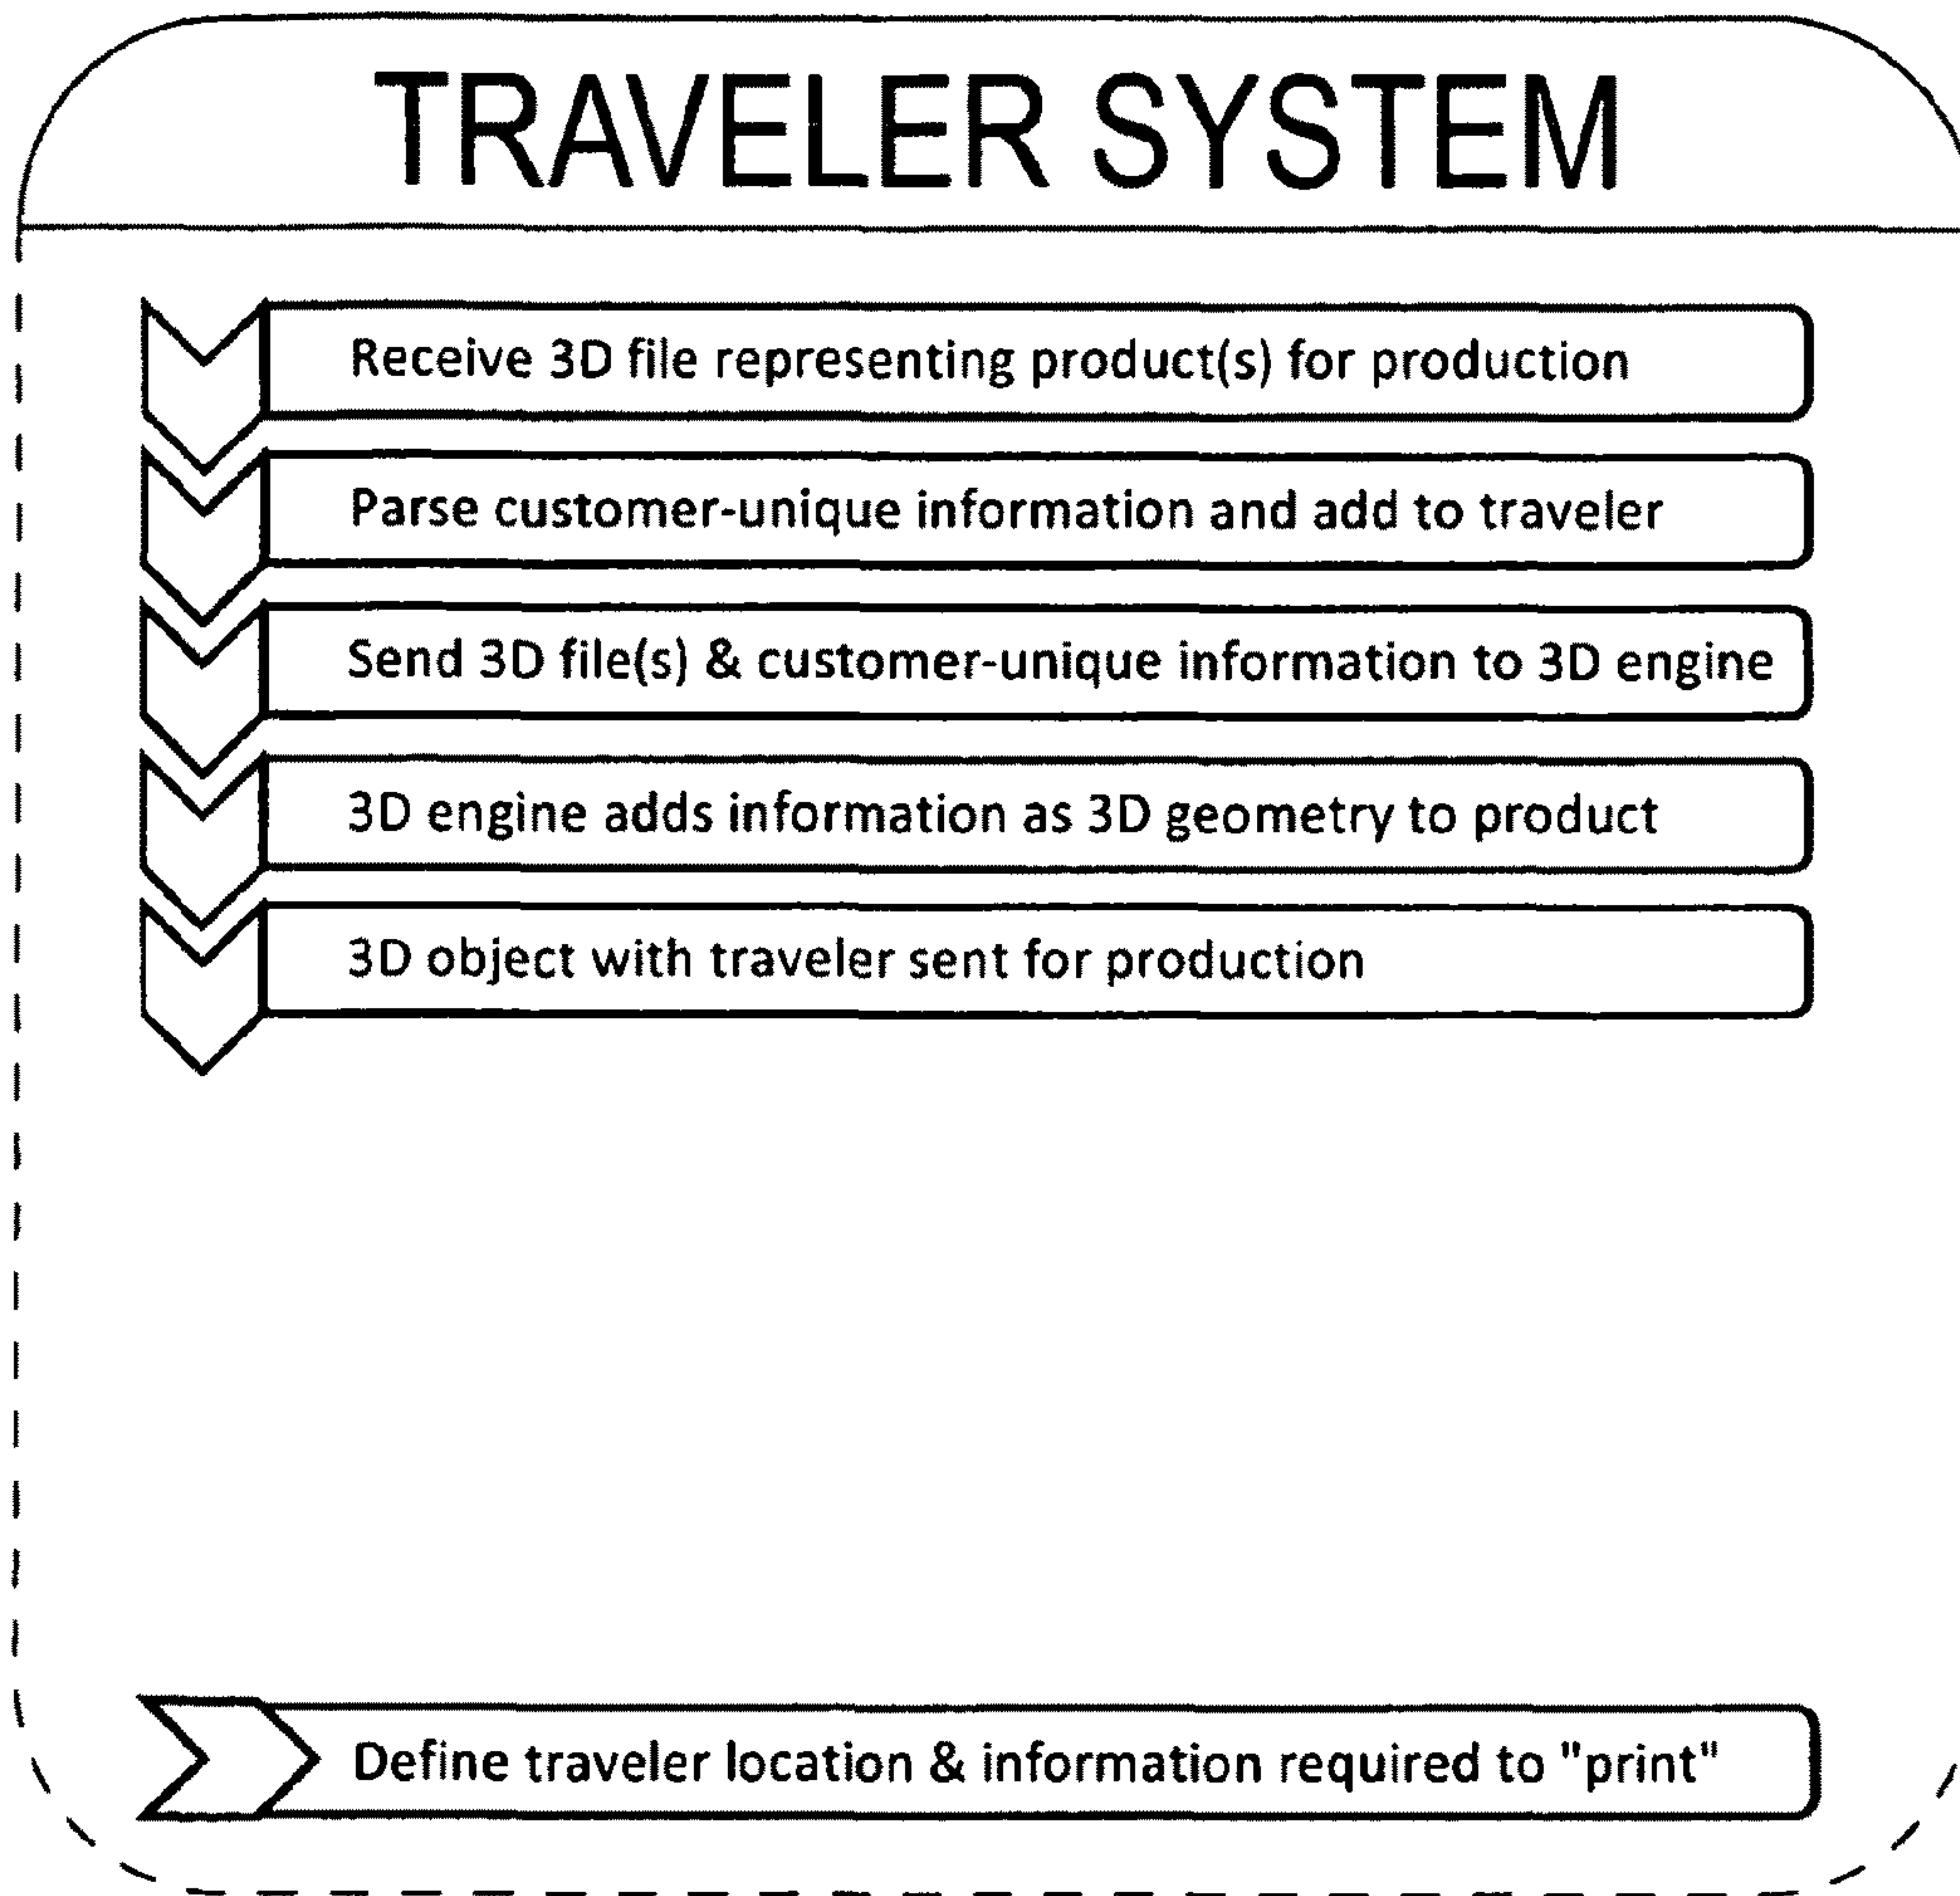 TRAVELER SYSTEM
Receive 3D file representing product(s) for production
Parse customer-unique information and add to traveler
Send 3D file(s) & customer-unique information to 3D engine
3D engine adds information as 3D geometry to product
3D object with traveler sent for production
Define traveler location & information required to "print"